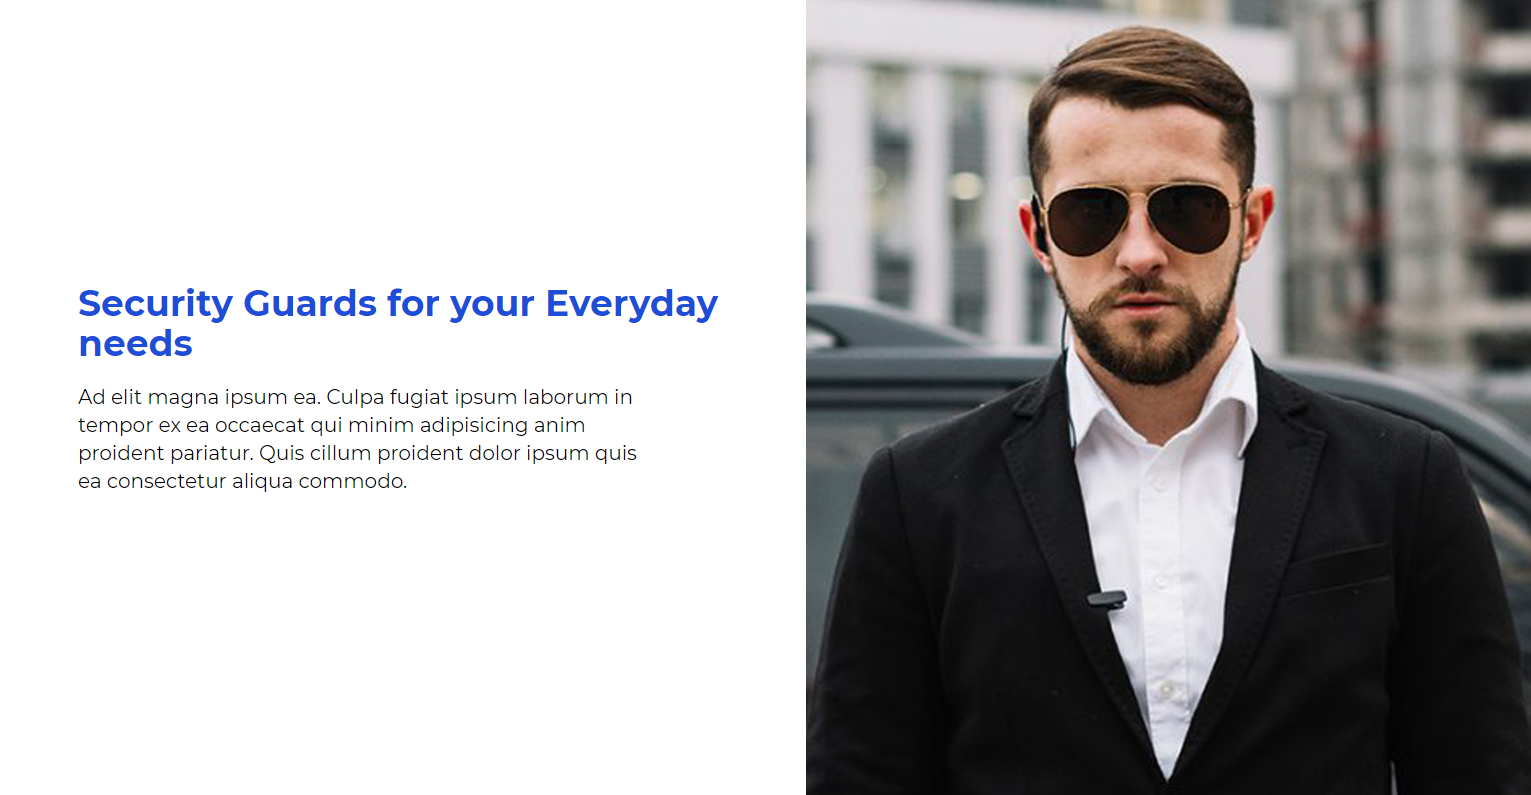 Security Guards for your Everyday
needs
Ad elit magna ipsum ea. Culpa fugiat ipsum laborum in
tempor ex ea occaecat qui minim adipisicing anim
proident pariatur. Quis cillum proident dolor ipsum quis
ea consectetur aliqua commodo.